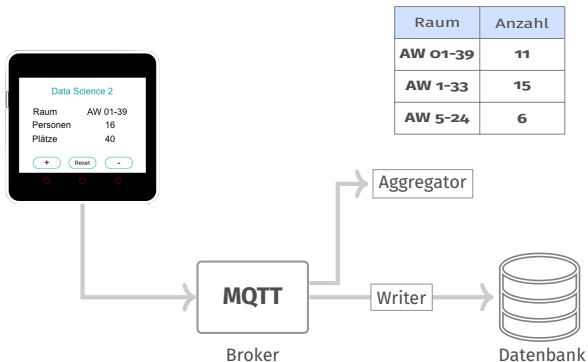 Raum Anzahl
AW 01-39 11
AW 1-33 15
AW 5-24 6
Data Science 2
Raum AW 01-39
Personen 16
Plätze 40
+ Reset -
Aggregator
MQTT
Writer
Broker
Datenbank